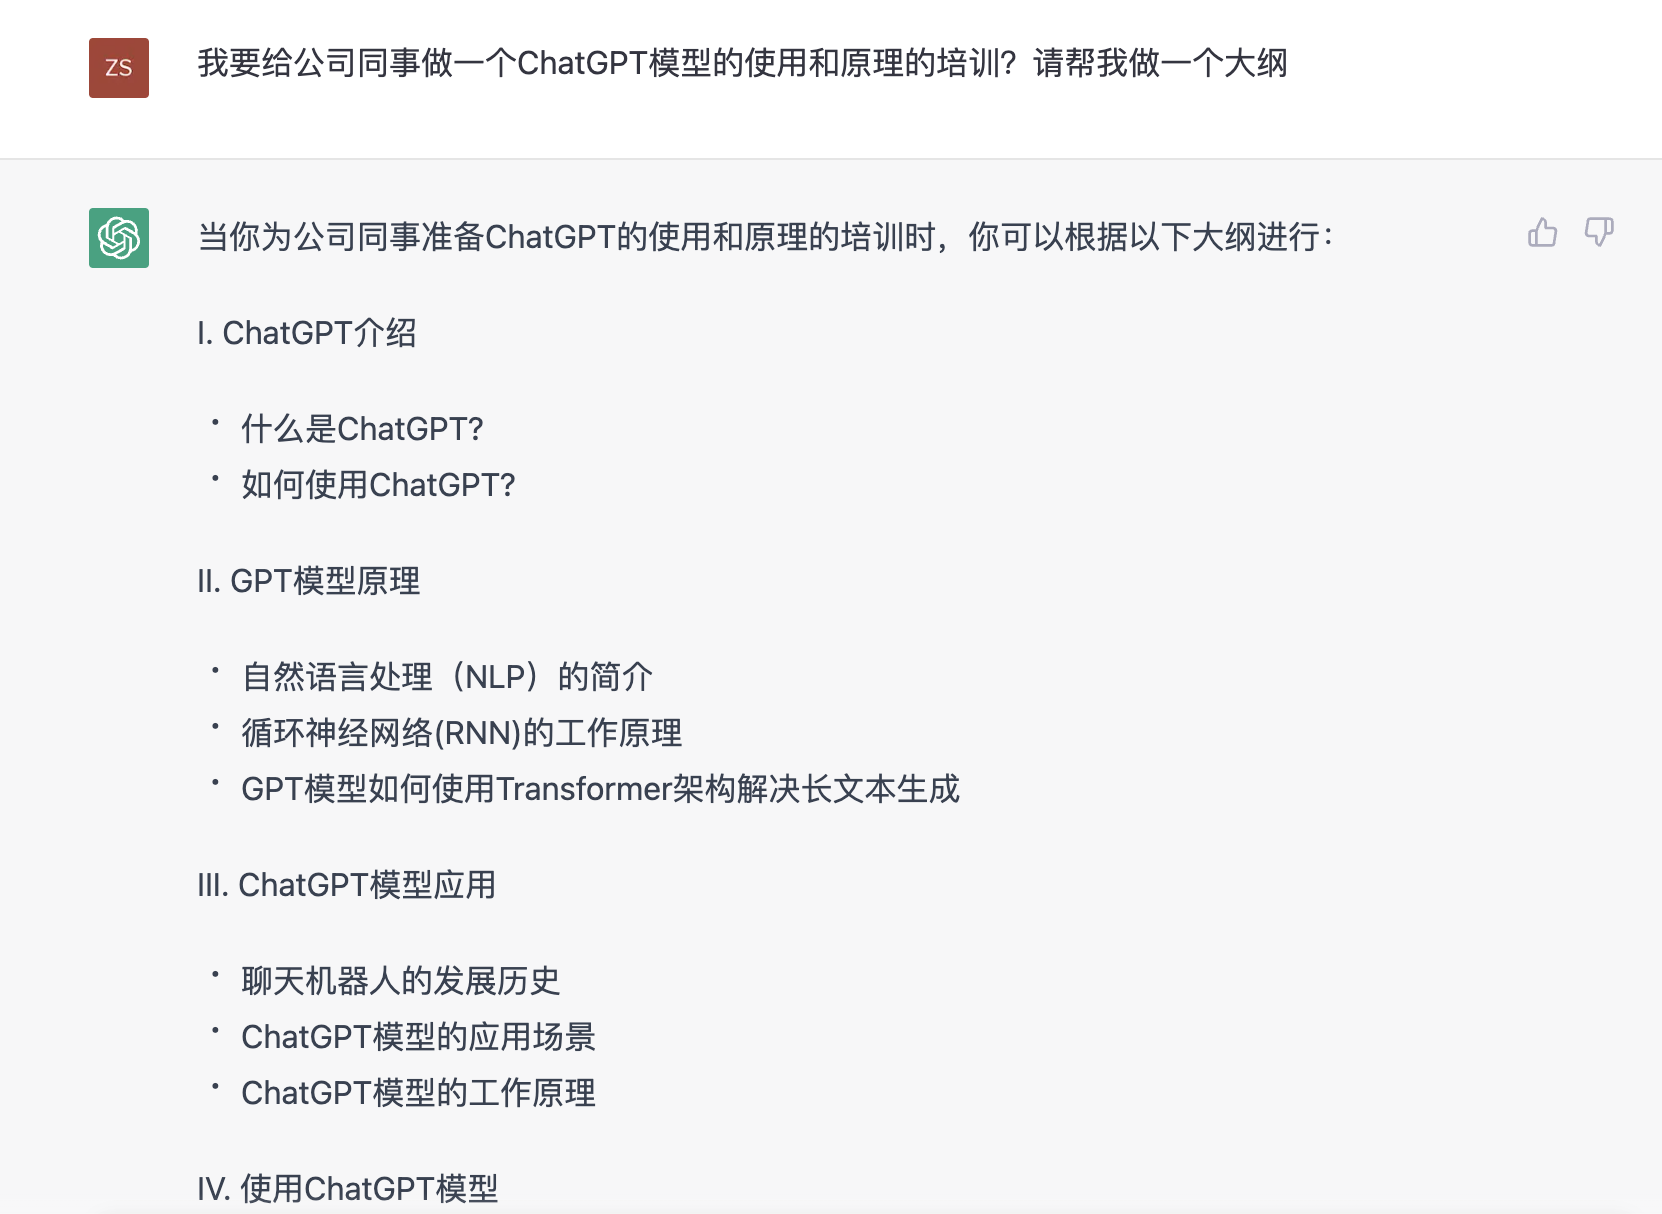 ZS
我要给公司同事做一个ChatGPT模型的使用和原理的培训？请帮我做一个大纲
当你为公司同事准备ChatGPT的使用和原理的培训时，你可以根据以下大纲进行：
I. ChatGPT介绍
• 什么是ChatGPT?
• 如何使用ChatGPT?
II. GPT模型原理
• 自然语言处理（NLP）的简介
• 循环神经网络(RNN)的工作原理
• GPT模型如何使用Transformer架构解决长文本生成
III. ChatGPT模型应用
• 聊天机器人的发展历史
• ChatGPT模型的应用场景
• ChatGPT模型的工作原理
IV. 使用ChatGPT模型